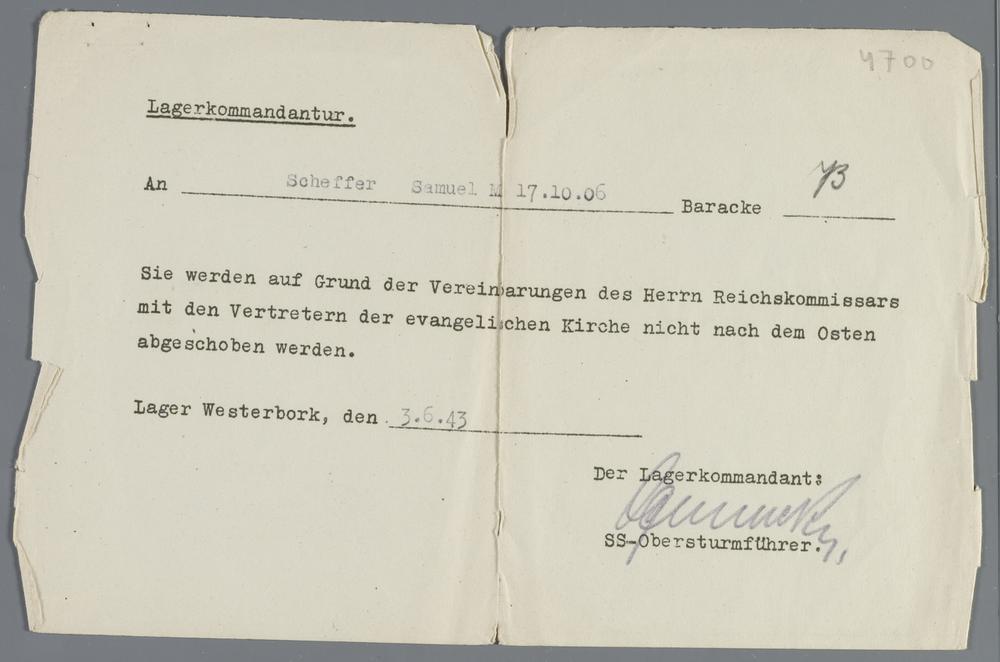 4700
Lagerkommandantur.
An Scheffer Samuel M 17.10.06 Baracke 73
Sie werden auf Grund der Vereinbarungen des Herrn Reichskommissars
mit den Vertretern der evangelischen Kirche nicht nach dem Osten
abgeschoben werden.
Lager Westerbork, den 3.6.43
Der Lagerkommandant:
Gemmeker
SS-Obersturmführer.